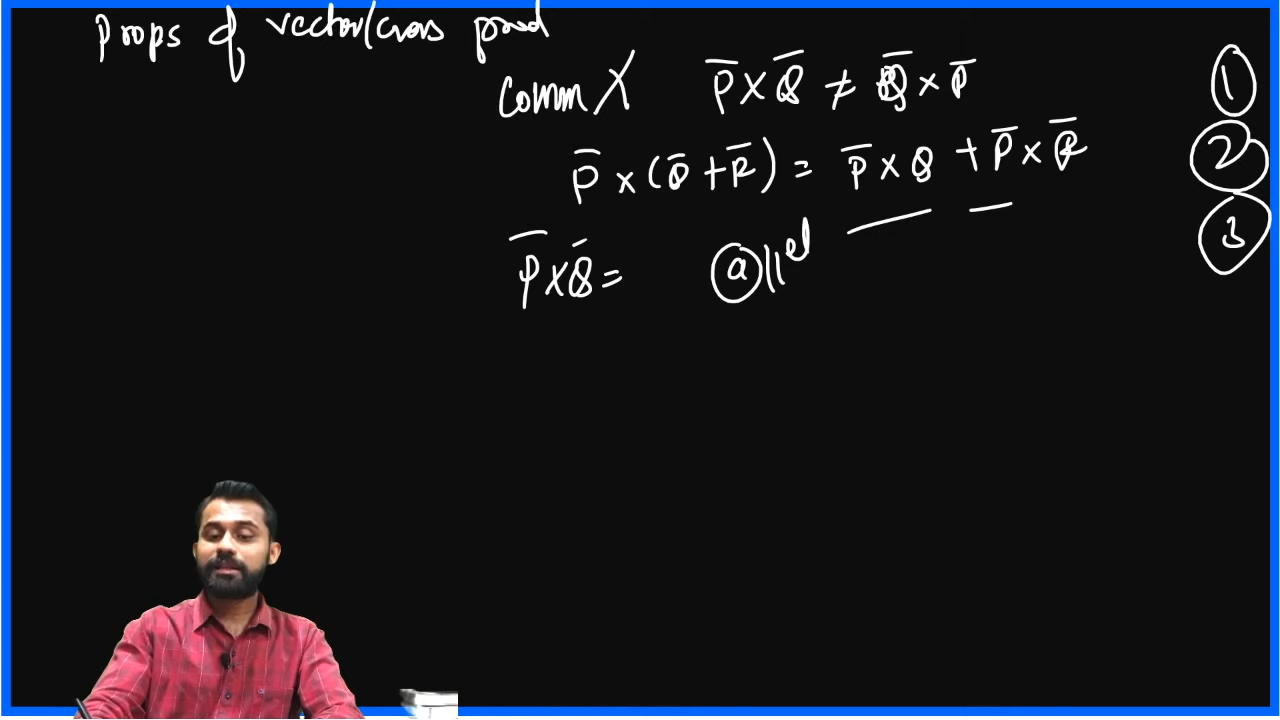 Props of vector/cross prod
Comm X P̅ × Q̅ ≠ Q̅ × P̅ ①
P̅ × (Q̅ + R̅) = P̅ × Q + P̅ × R̅ ②
P̅ × Q̅ = ⓐ ||el ③